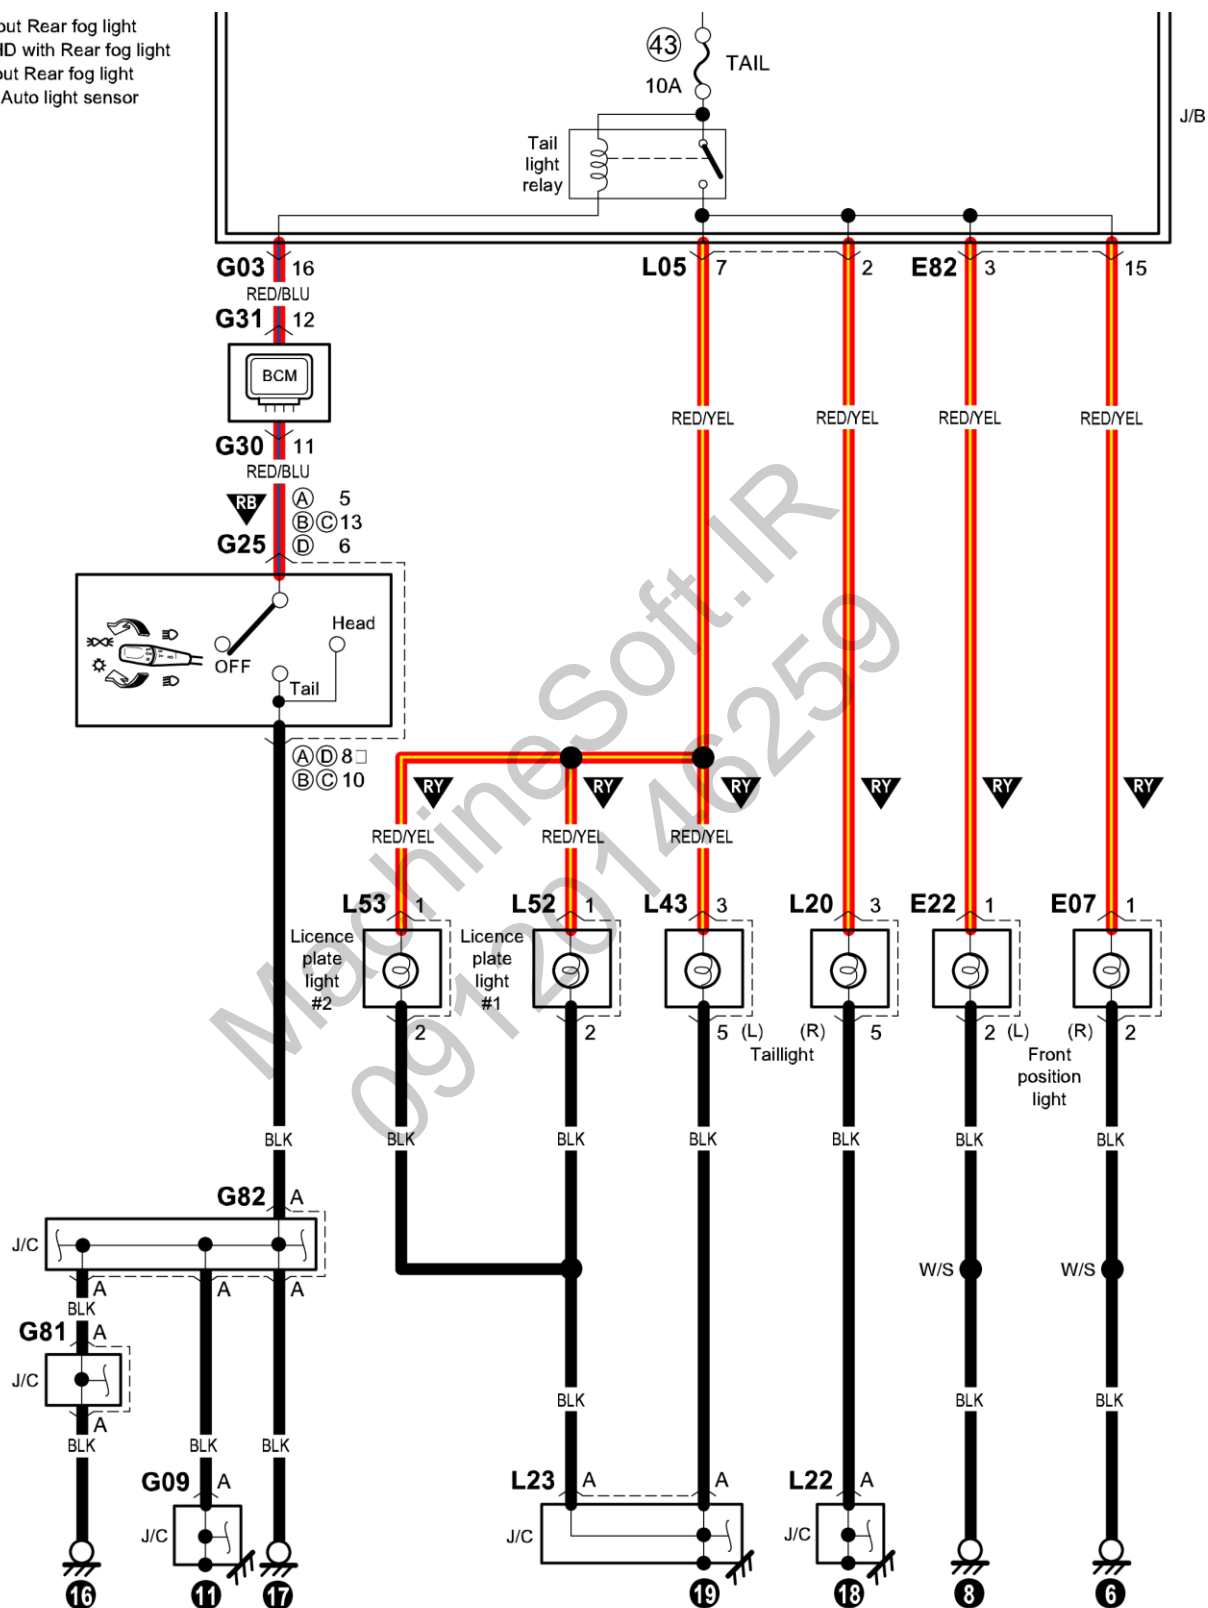 out Rear fog light
HD with Rear fog light
out Rear fog light
Auto light sensor
43
10A
TAIL
J/B
Tail
light
relay
G03 16
L05 7
2
E82 3
15
RED/BLU
G31 12
BCM
G30 11
RED/BLU
RED/YEL RED/YEL RED/YEL RED/YEL
RB
A 5
B C 13
G25 D 6
Head
OFF
Tail
A D 8
B C 10
RY RY RY RY RY RY
RED/YEL RED/YEL RED/YEL
L53 1
L52 1
L43 3
L20 3
E22 1
E07 1
Licence
plate
light
#2
Licence
plate
light
#1
2 2 5 (L) (R) 5 2 (L) (R) 2
Taillight
Front
position
light
BLK BLK BLK BLK BLK BLK BLK
G82 A
J/C
A A A
W/S W/S
BLK
G81 A
J/C
A
BLK BLK BLK
BLK BLK BLK
G09 A
J/C
L23 A A
J/C
L22 A
J/C
16 11 17 19 18 8 6
MachineSoft.IR
09120146259